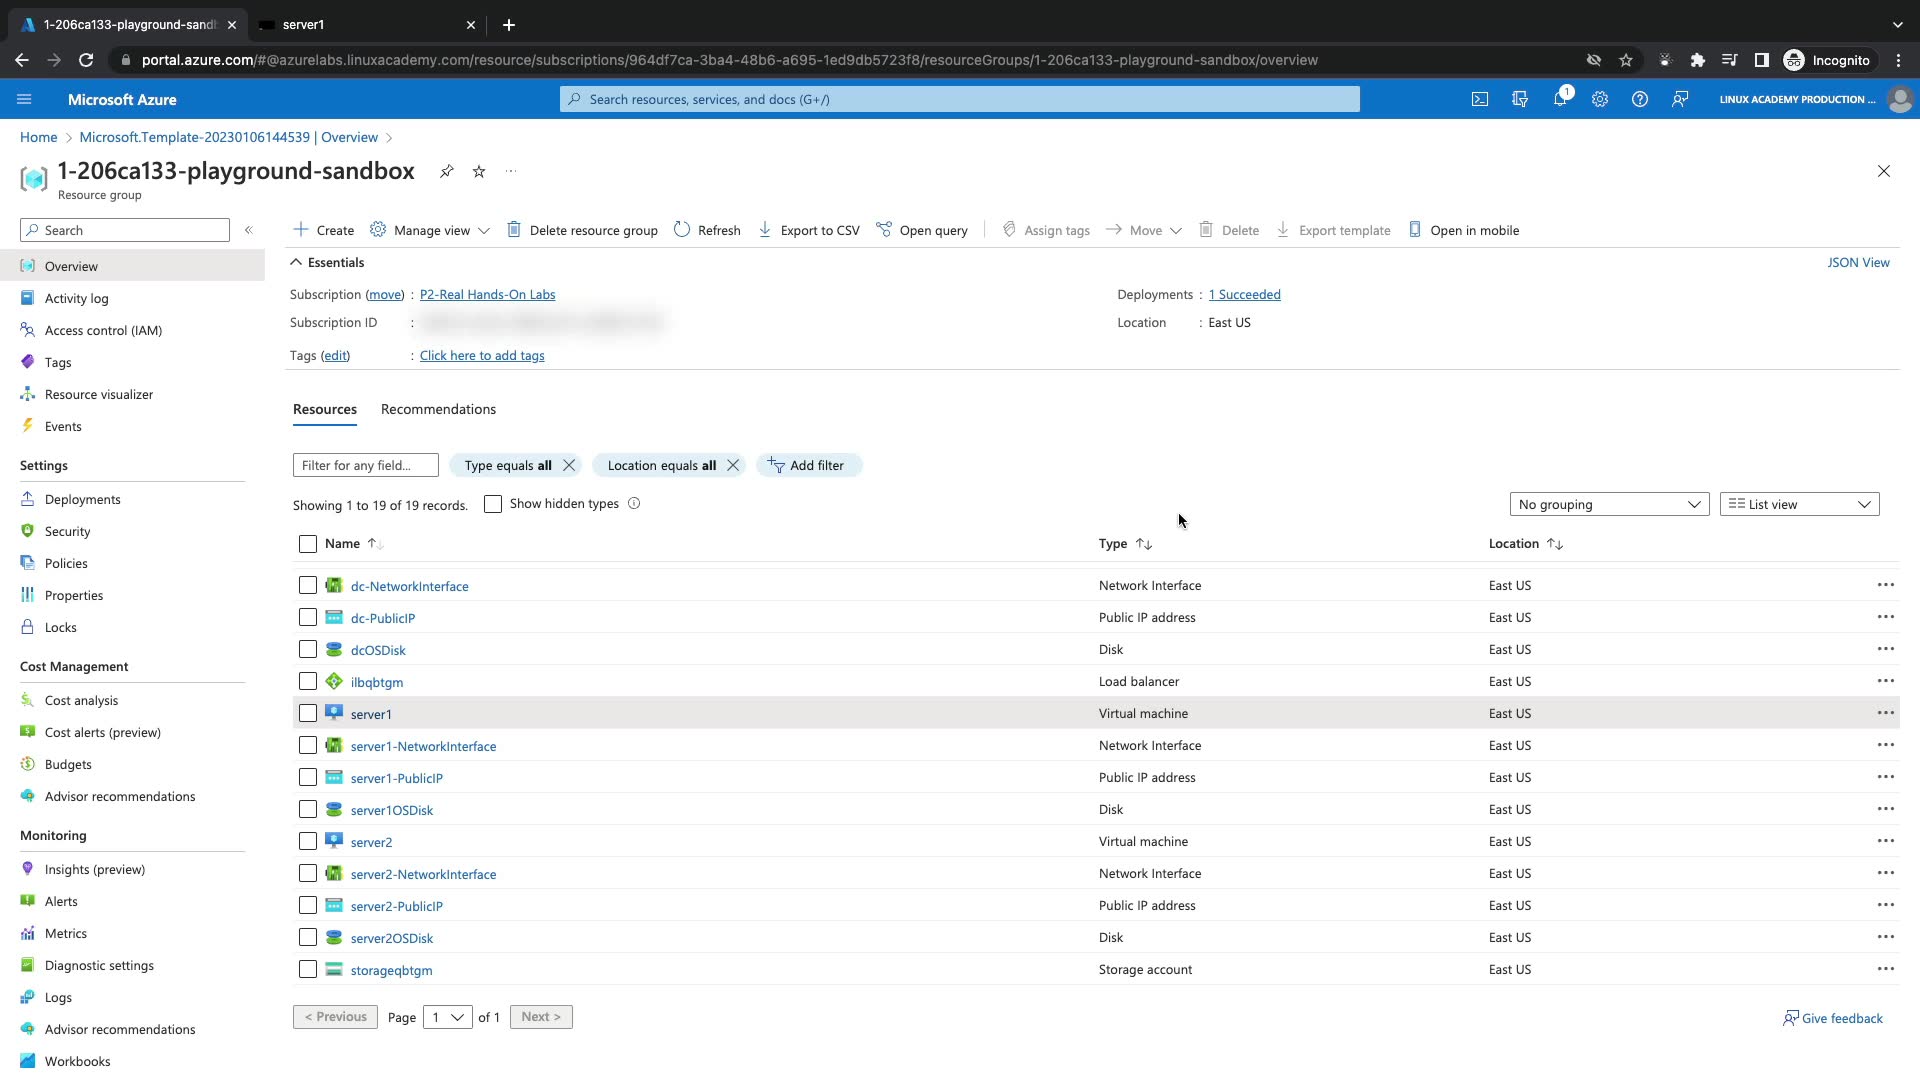 1-206ca133-playground-sandb
server1
portal.azure.com/#@azurelabs.linuxacademy.com/resource/subscriptions/964df7ca-3ba4-48b6-a695-1ed9db5723f8/resourceGroups/1-206ca133-playground-sandbox/overview
Incognito
Microsoft Azure
Search resources, services, and docs (G+/)
1
LINUX ACADEMY PRODUCTION ...
Home > Microsoft.Template-20230106144539 | Overview >
1-206ca133-playground-sandbox
Resource group
Search
Create
Manage view
Delete resource group
Refresh
Export to CSV
Open query
Assign tags
Move
Delete
Export template
Open in mobile
Overview
Activity log
Access control (IAM)
Tags
Resource visualizer
Events
Settings
Deployments
Security
Policies
Properties
Locks
Cost Management
Cost analysis
Cost alerts (preview)
Budgets
Advisor recommendations
Monitoring
Insights (preview)
Alerts
Metrics
Diagnostic settings
Logs
Advisor recommendations
Workbooks
Essentials
JSON View
Subscription (move) : P2-Real Hands-On Labs
Deployments : 1 Succeeded
Subscription ID :
Location : East US
Tags (edit) : Click here to add tags
Resources
Recommendations
Filter for any field...
Type equals all
Location equals all
Add filter
Showing 1 to 19 of 19 records.
Show hidden types
No grouping
List view
Name Type Location
dc-NetworkInterface Network Interface East US
dc-PublicIP Public IP address East US
dcOSDisk Disk East US
ilbqbtgm Load balancer East US
server1 Virtual machine East US
server1-NetworkInterface Network Interface East US
server1-PublicIP Public IP address East US
server1OSDisk Disk East US
server2 Virtual machine East US
server2-NetworkInterface Network Interface East US
server2-PublicIP Public IP address East US
server2OSDisk Disk East US
storageqbtgm Storage account East US
< Previous Page 1 of 1 Next >
Give feedback